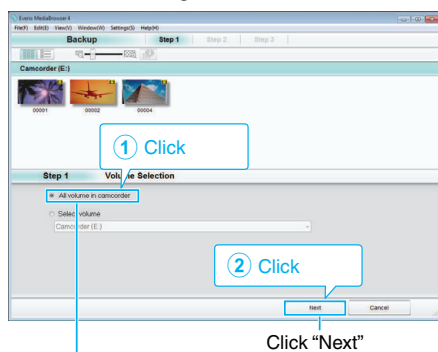 Everio MediaBrowser 4
File(F) Edit(E) View(V) Window(W) Settings(S) Help(H)
Backup Step 1 Step 2 Step 3
Camcorder (E:)
00001 00002 00004
1 Click
Step 1 Volume Selection
All volume in camcorder
Select volume
Camcorder (E:)
2 Click
Next Cancel
Click “Next”